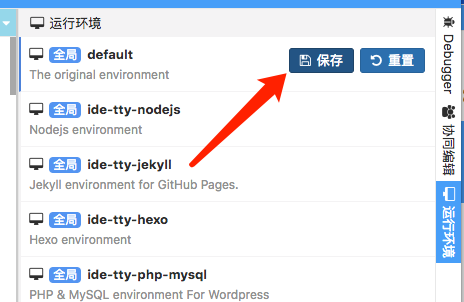 运行环境
全局 default
保存 重置
The original environment
全局 ide-tty-nodejs
Nodejs environment
全局 ide-tty-jekyll
Jekyll environment for GitHub Pages.
全局 ide-tty-hexo
Hexo environment
全局 ide-tty-php-mysql
PHP & MySQL environment For Wordpress
Debugger
协同编辑
运行环境